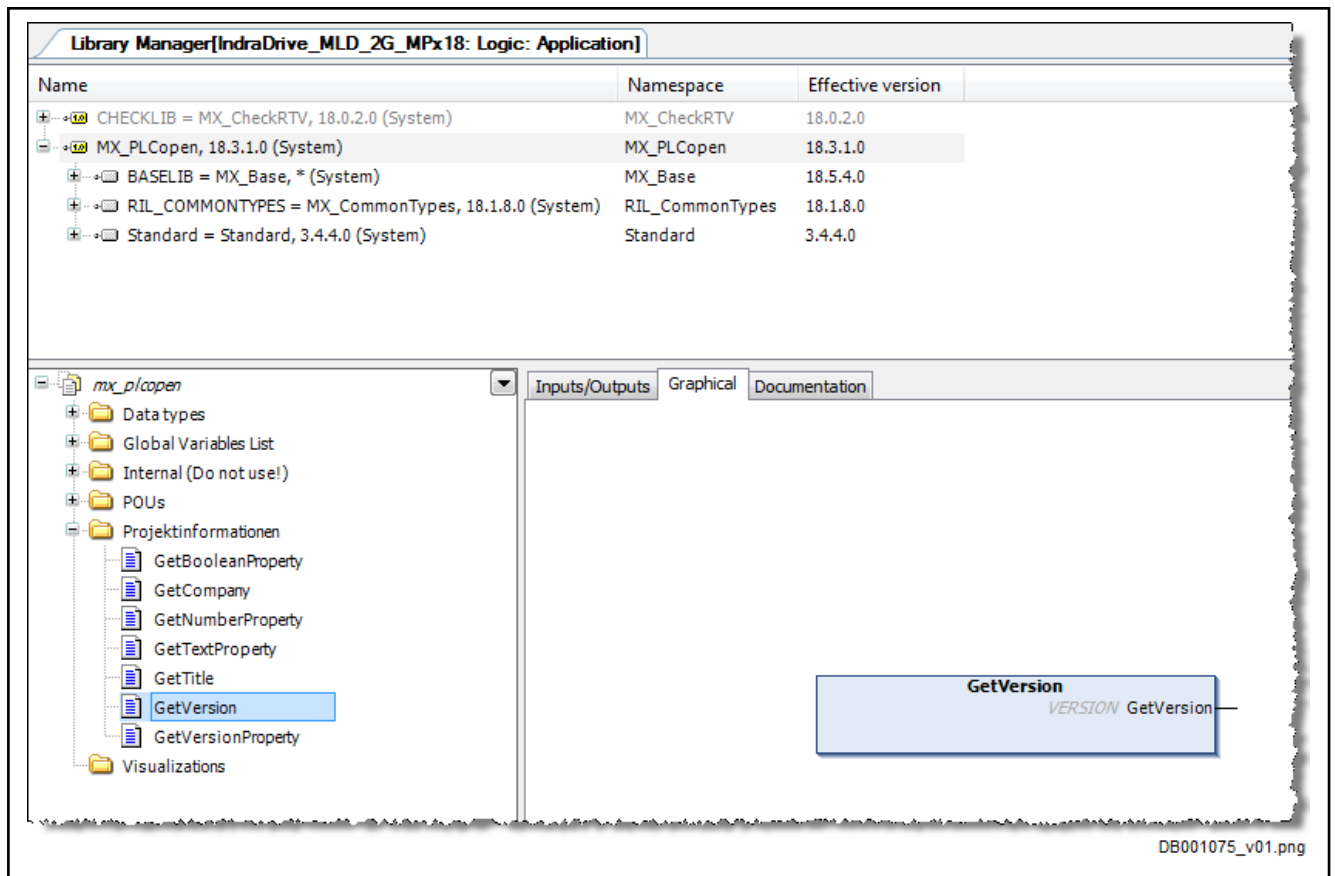 Library Manager[IndraDrive_MLD_2G_MPx18: Logic: Application]
Name Namespace Effective version
CHECKLIB = MX_CheckRTV, 18.0.2.0 (System) MX_CheckRTV 18.0.2.0
MX_PLCopen, 18.3.1.0 (System) MX_PLCopen 18.3.1.0
BASELIB = MX_Base, * (System) MX_Base 18.5.4.0
RIL_COMMONTYPES = MX_CommonTypes, 18.1.8.0 (System) RIL_CommonTypes 18.1.8.0
Standard = Standard, 3.4.4.0 (System) Standard 3.4.4.0
mx_plcopen
Data types
Global Variables List
Internal (Do not use!)
POUs
Projektinformationen
GetBooleanProperty
GetCompany
GetNumberProperty
GetTextProperty
GetTitle
GetVersion
GetVersionProperty
Visualizations
Inputs/Outputs Graphical Documentation
GetVersion
VERSION GetVersion
DB001075_v01.png